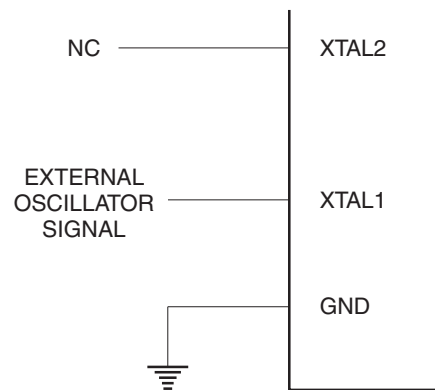 NC
XTAL2
EXTERNAL
OSCILLATOR
SIGNAL
XTAL1
GND